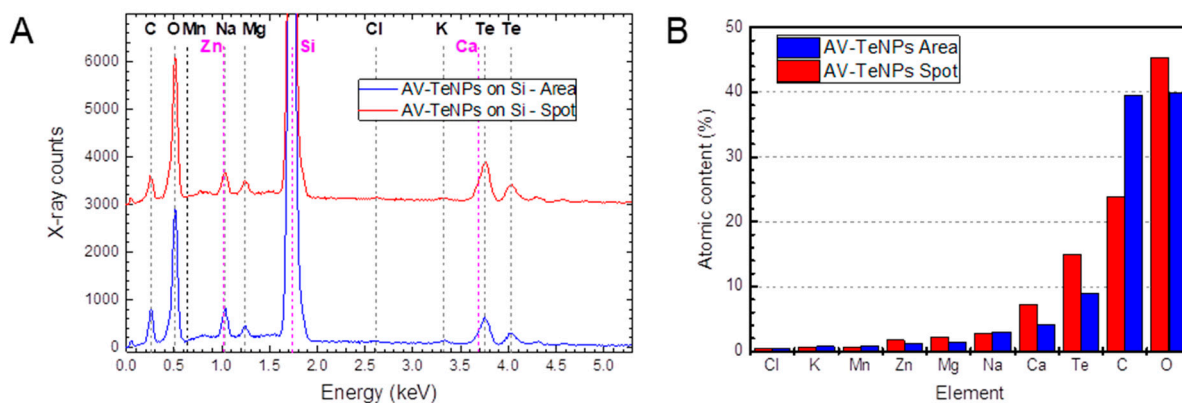 A
C O Mn Na Mg Cl K Te Te
Zn Si Ca
AV-TeNPs on Si - Area
AV-TeNPs on Si - Spot
X-ray counts
6000
5000
4000
3000
2000
1000
0
0.0 0.5 1.0 1.5 2.0 2.5 3.0 3.5 4.0 4.5 5.0
Energy (keV)
B
AV-TeNPs Area
AV-TeNPs Spot
Atomic content (%)
50
40
30
20
10
0
Cl K Mn Zn Mg Na Ca Te C O
Element